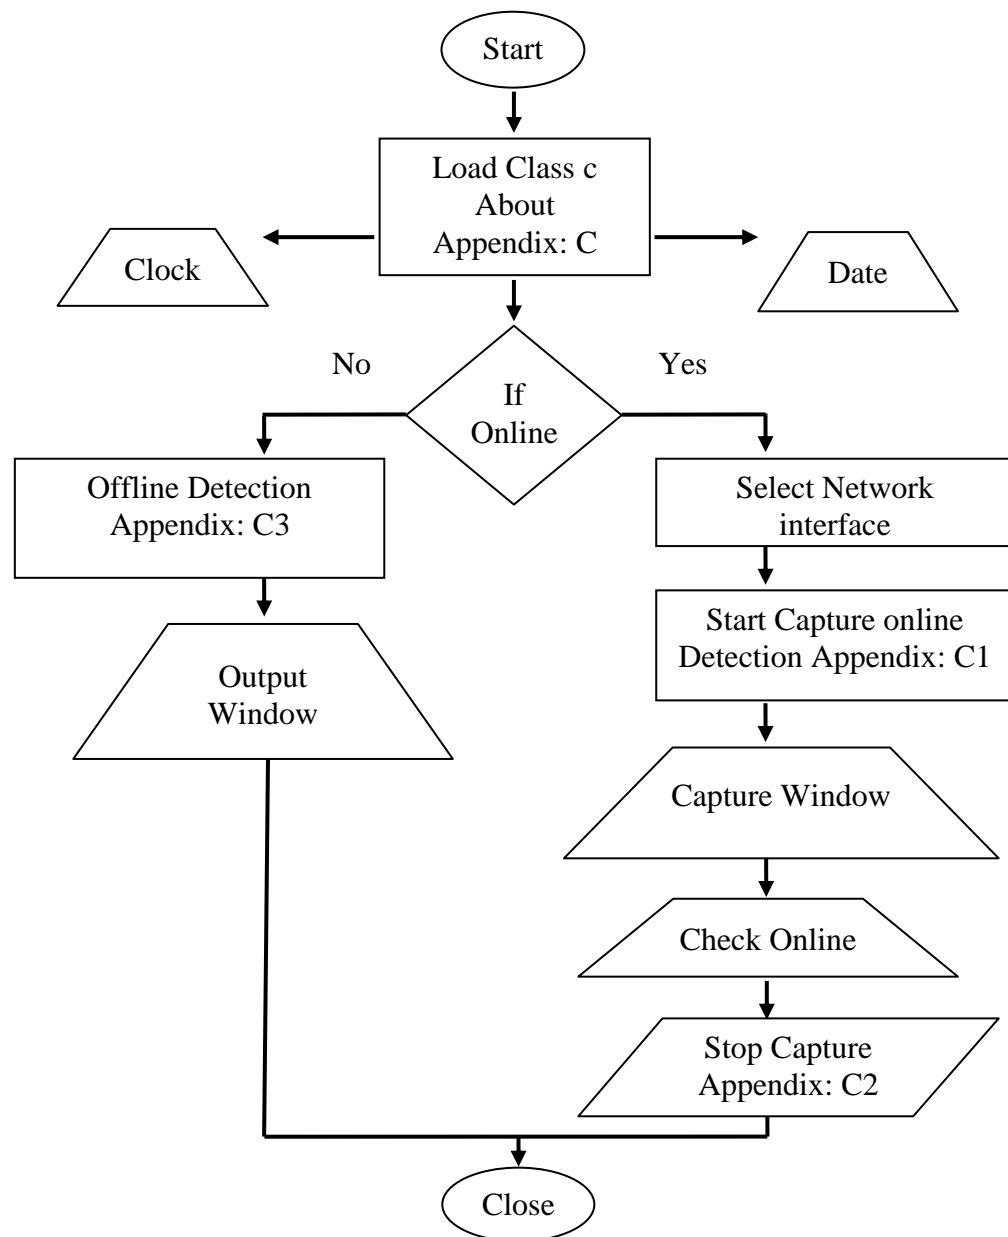 Start
Load Class c
About
Appendix: C
Clock
Date
No
Yes
If
Online
Offline Detection
Appendix: C3
Select Network
interface
Start Capture online
Detection Appendix: C1
Output
Window
Capture Window
Check Online
Stop Capture
Appendix: C2
Close